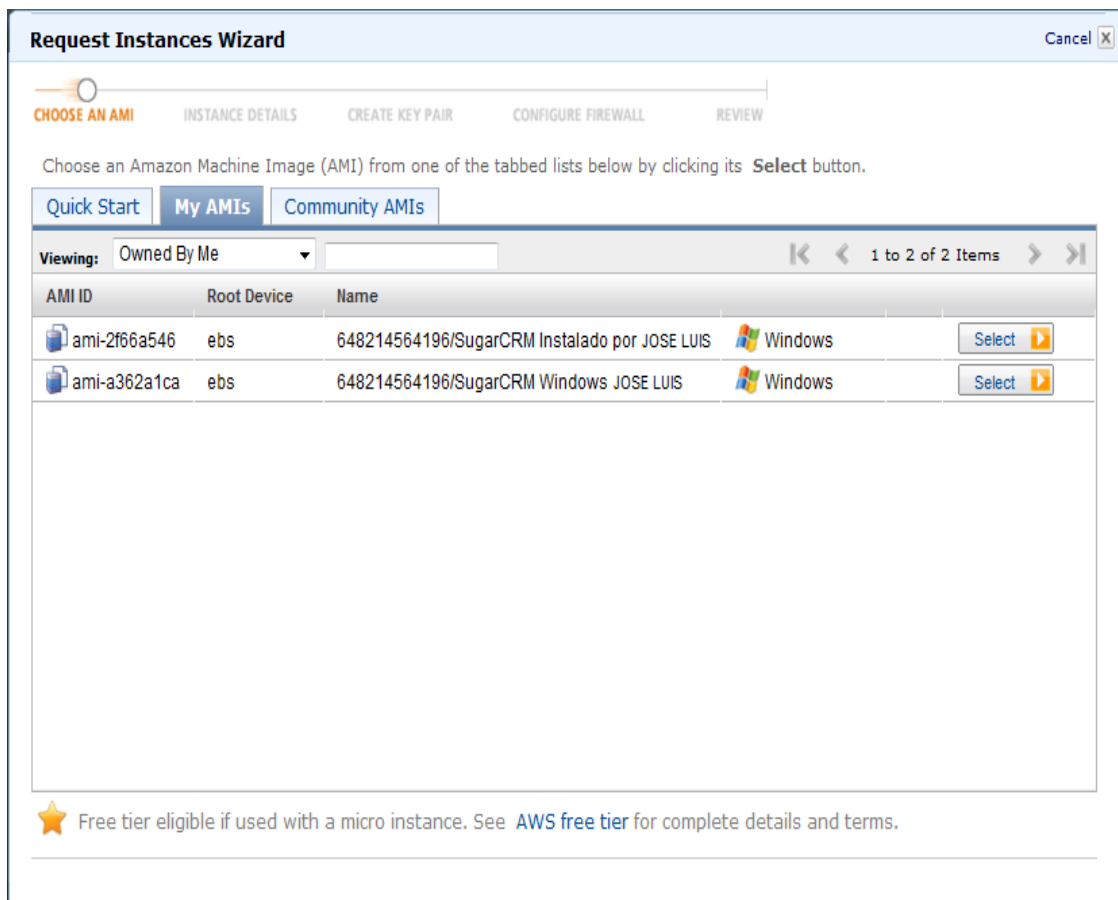 Request Instances Wizard Cancel X
CHOOSE AN AMI INSTANCE DETAILS CREATE KEY PAIR CONFIGURE FIREWALL REVIEW
Choose an Amazon Machine Image (AMI) from one of the tabbed lists below by clicking its Select button.
Quick Start My AMIs Community AMIs
Viewing: Owned By Me 1 to 2 of 2 Items
AMI ID Root Device Name
ami-2f66a546 ebs 648214564196/SugarCRM Instalado por JOSE LUIS Windows Select
ami-a362a1ca ebs 648214564196/SugarCRM Windows JOSE LUIS Windows Select
Free tier eligible if used with a micro instance. See AWS free tier for complete details and terms.